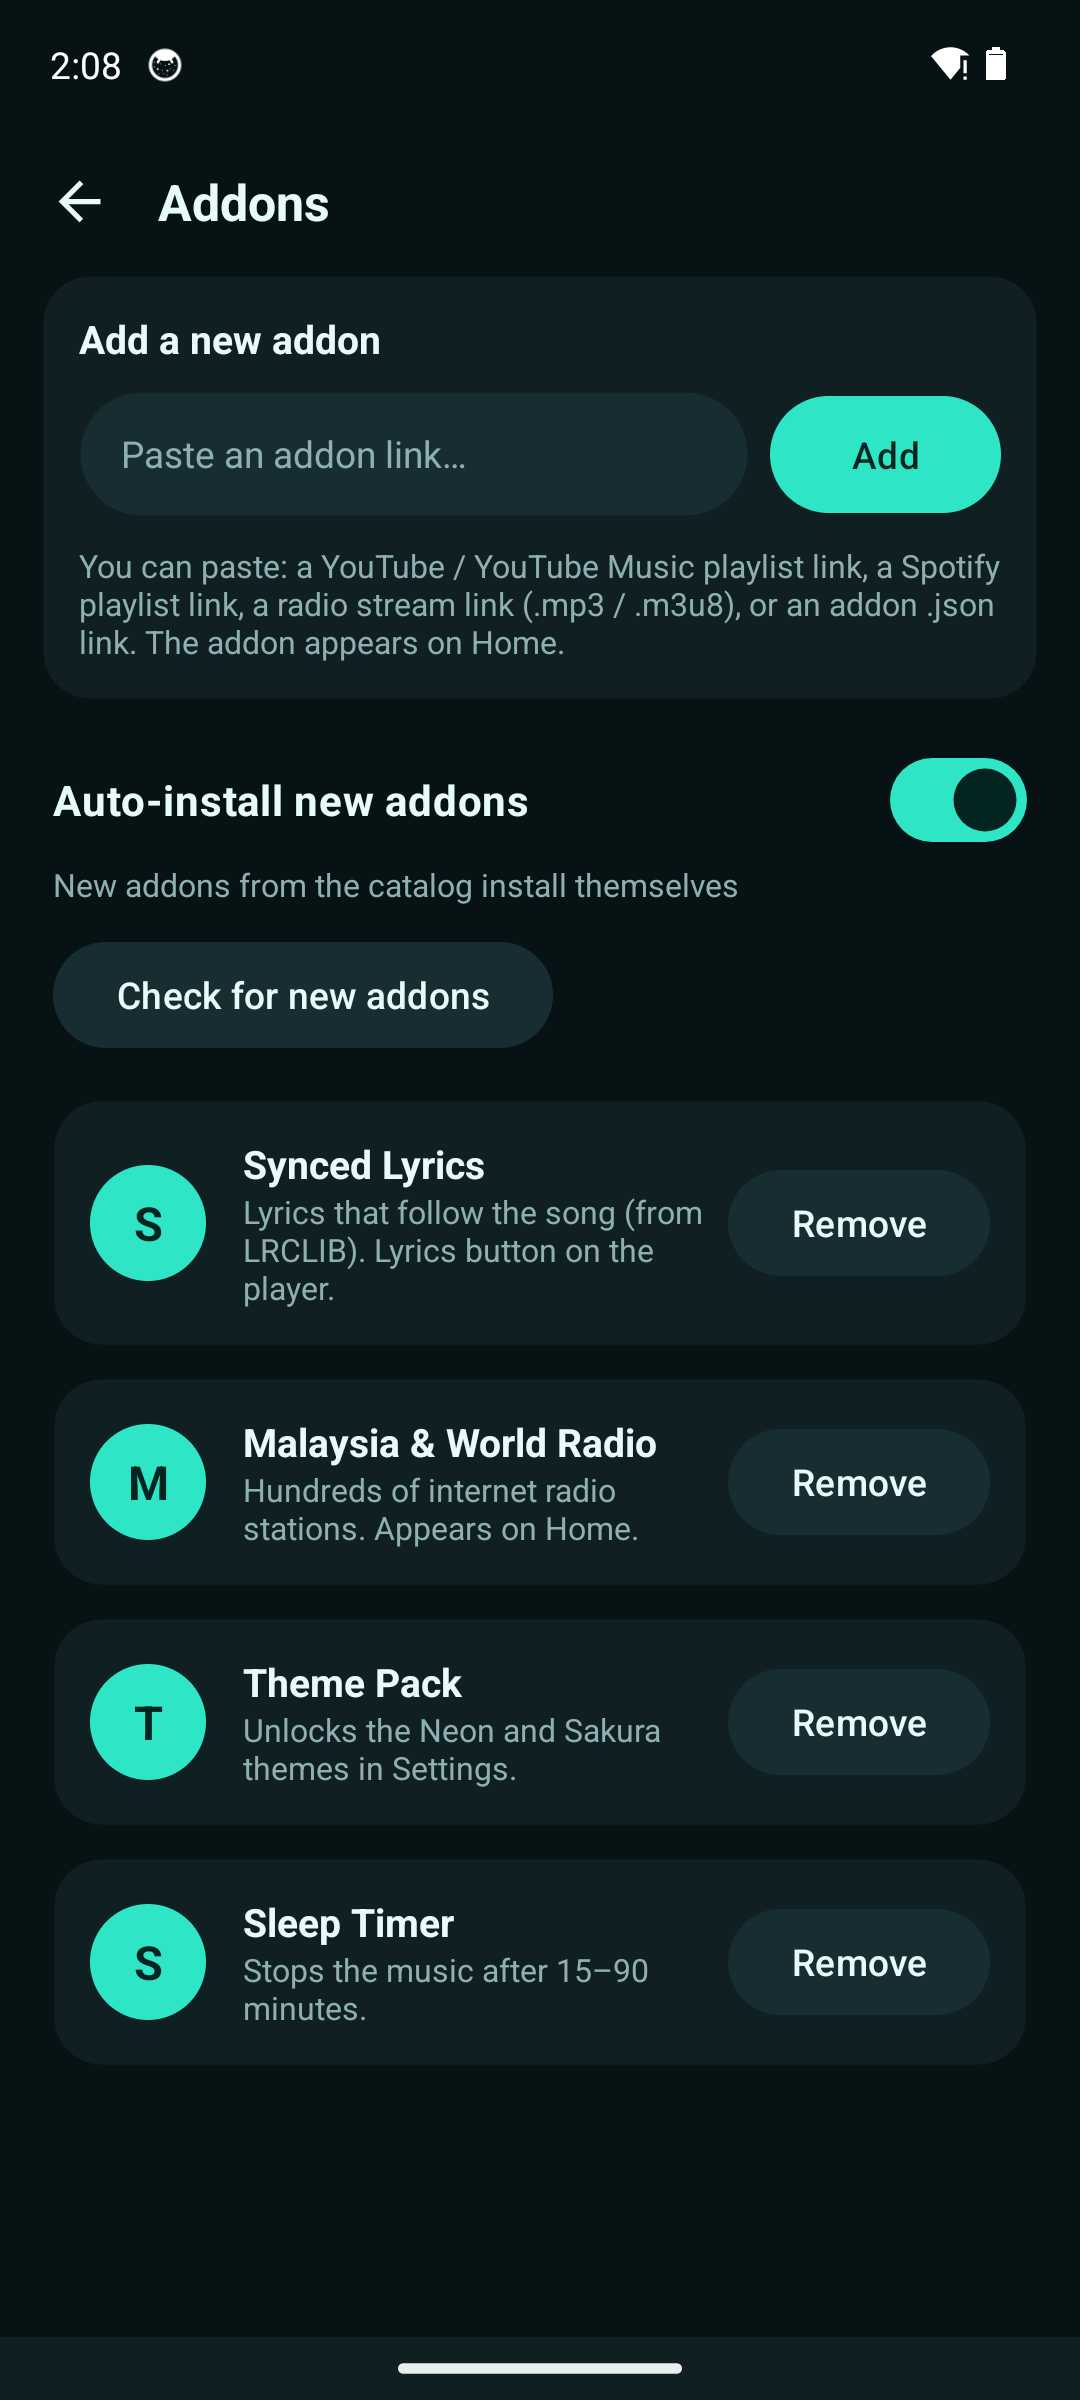 2:08
Addons
Add a new addon
Paste an addon link…
Add
You can paste: a YouTube / YouTube Music playlist link, a Spotify
playlist link, a radio stream link (.mp3 / .m3u8), or an addon .json
link. The addon appears on Home.
Auto-install new addons
New addons from the catalog install themselves
Check for new addons
S
Synced Lyrics
Lyrics that follow the song (from
LRCLIB). Lyrics button on the
player.
Remove
M
Malaysia & World Radio
Hundreds of internet radio
stations. Appears on Home.
Remove
T
Theme Pack
Unlocks the Neon and Sakura
themes in Settings.
Remove
S
Sleep Timer
Stops the music after 15–90
minutes.
Remove